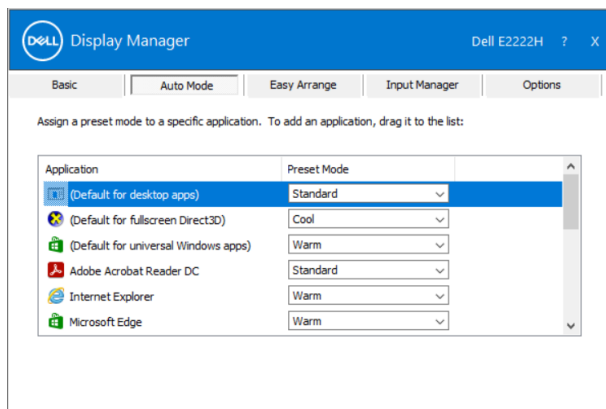 DELL Display Manager Dell E2222H ? X
Basic Auto Mode Easy Arrange Input Manager Options
Assign a preset mode to a specific application. To add an application, drag it to the list:
Application Preset Mode
(Default for desktop apps) Standard
(Default for fullscreen Direct3D) Cool
(Default for universal Windows apps) Warm
Adobe Acrobat Reader DC Standard
Internet Explorer Warm
Microsoft Edge Warm